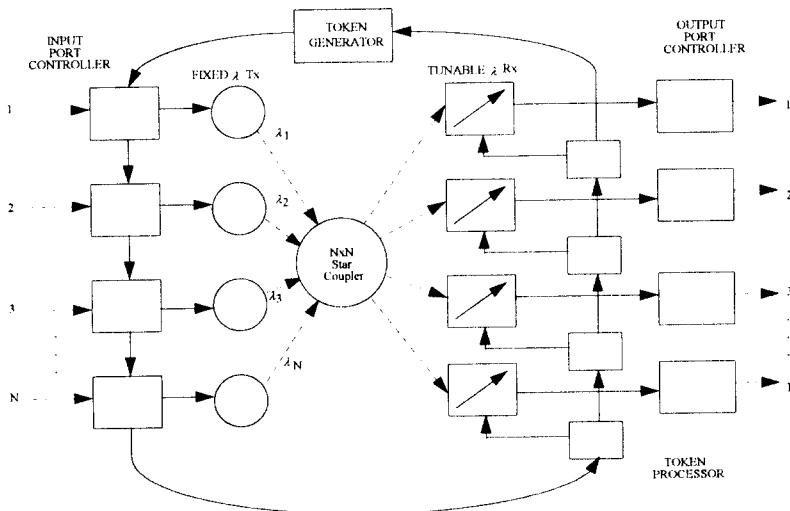 TOKEN
GENERATOR
INPUT
PORT
CONTROLLER
OUTPUT
PORT
CONTROLLER
FIXED λ Tx
TUNABLE λ Rx
1
λ1
1
2
λ2
2
NxN
Star
Coupler
3
λ3
3
N
λN
TOKEN
PROCESSOR